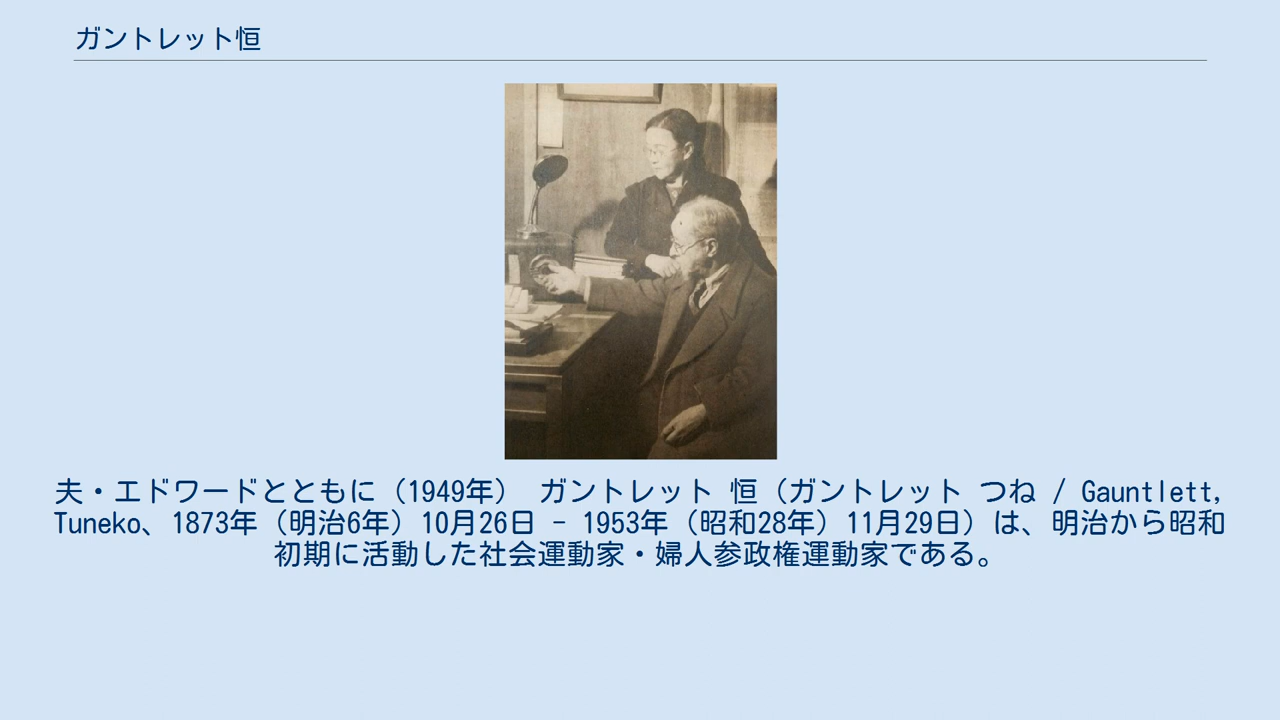 ガントレット恒
夫・エドワードとともに（1949年） ガントレット 恒（ガントレット つね / Gauntlett,
Tuneko、1873年（明治6年）10月26日 - 1953年（昭和28年）11月29日）は、明治から昭和
初期に活動した社会運動家・婦人参政権運動家である。